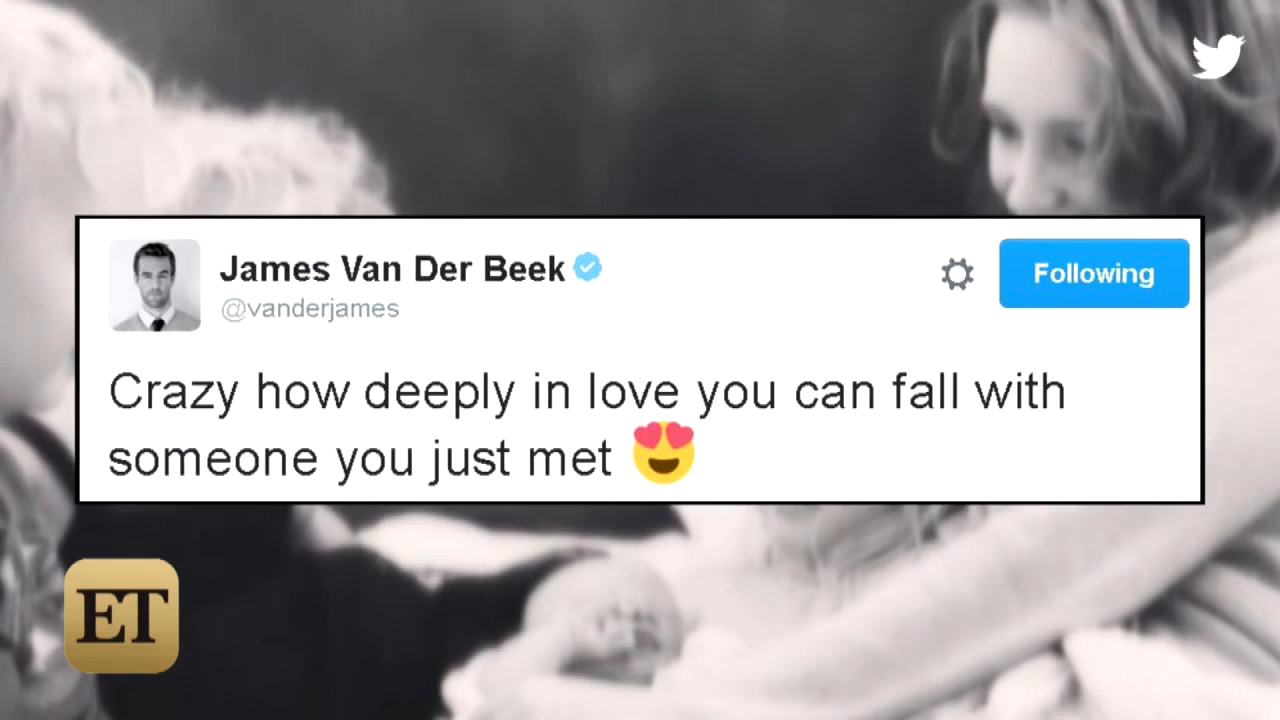 James Van Der Beek
@vanderjames
Following
Crazy how deeply in love you can fall with
someone you just met 😍
ET